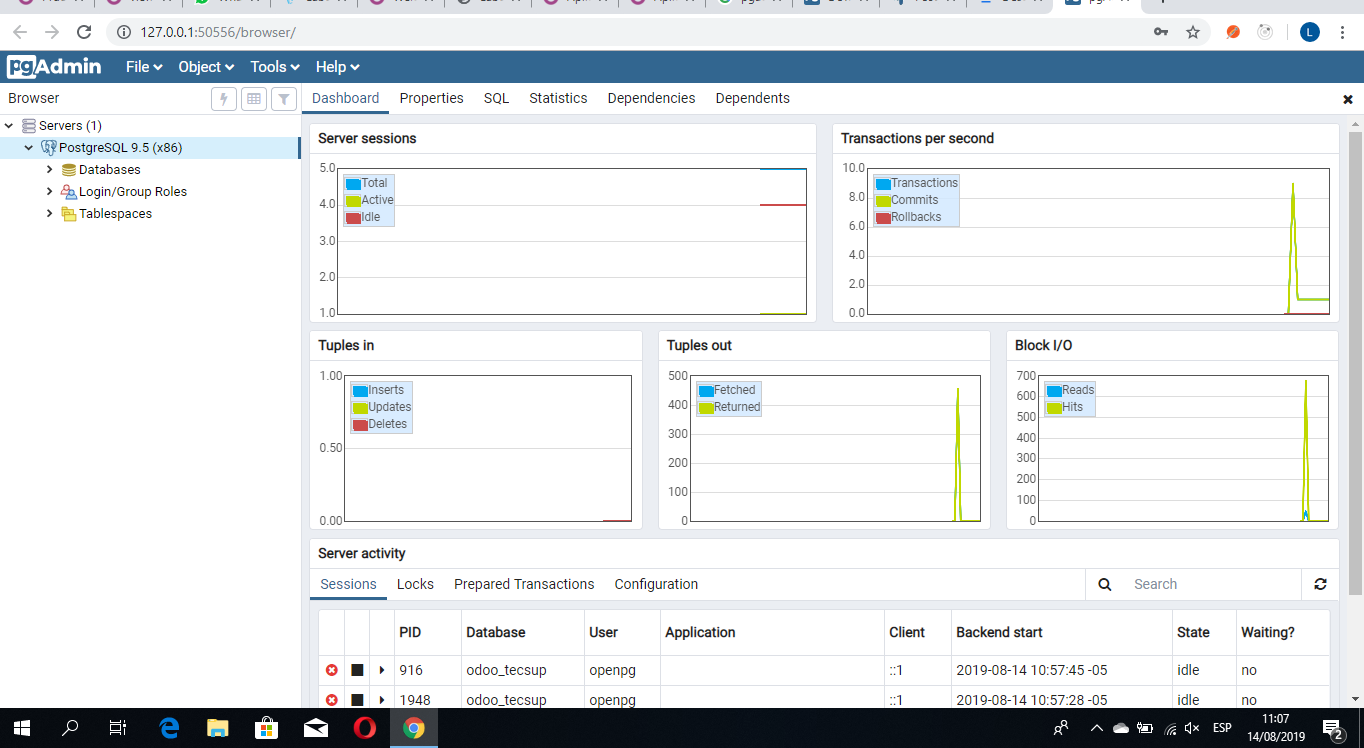 127.0.0.1:50556/browser/
L
pgAdmin File Object Tools Help
Browser
Dashboard Properties SQL Statistics Dependencies Dependents
Servers (1)
PostgreSQL 9.5 (x86)
Databases
Login/Group Roles
Tablespaces
Server sessions
5.0
4.0
3.0
2.0
1.0
Total
Active
Idle
Transactions per second
10.0
8.0
6.0
4.0
2.0
0.0
Transactions
Commits
Rollbacks
Tuples in
1.00
0.50
0.00
Inserts
Updates
Deletes
Tuples out
500
400
300
200
100
0
Fetched
Returned
Block I/O
700
600
500
400
300
200
100
0
Reads
Hits
Server activity
Sessions Locks Prepared Transactions Configuration Search
PID Database User Application Client Backend start State Waiting?
916 odoo_tecsup openpg ::1 2019-08-14 10:57:45 -05 idle no
1948 odoo_tecsup openpg ::1 2019-08-14 10:57:28 -05 idle no
ESP
11:07
14/08/2019
2